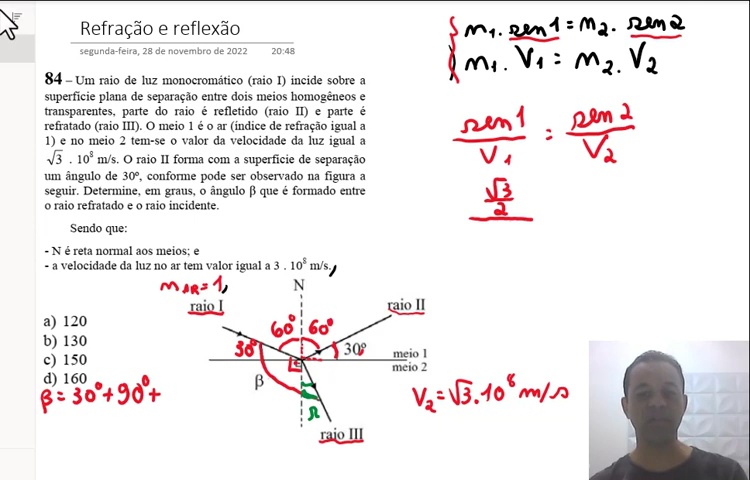 Refração e reflexão
segunda-feira, 28 de novembro de 2022 20:48
84 – Um raio de luz monocromático (raio I) incide sobre a
superfície plana de separação entre dois meios homogêneos e
transparentes, parte do raio é refletido (raio II) e parte é
refratado (raio III). O meio 1 é o ar (índice de refração igual a
1) e no meio 2 tem-se o valor da velocidade da luz igual a
√3 . 10⁸ m/s. O raio II forma com a superfície de separação
um ângulo de 30º, conforme pode ser observado na figura a
seguir. Determine, em graus, o ângulo β que é formado entre
o raio refratado e o raio incidente.
Sendo que:
- N é reta normal aos meios; e
- a velocidade da luz no ar tem valor igual a 3 . 10⁸ m/s.
a) 120
b) 130
c) 150
d) 160
β = 30° + 90° +
n AR = 1,
N
raio I
raio II
60° 60°
30°
30º
meio 1
meio 2
β
r
raio III
V₂ = √3 . 10⁸ m/s
n₁ . sen 1 = n₂ . sen 2
n₁ . V₁ = n₂ . V₂
sen 1 / V₁ = sen 2 / V₂
√3 / 2